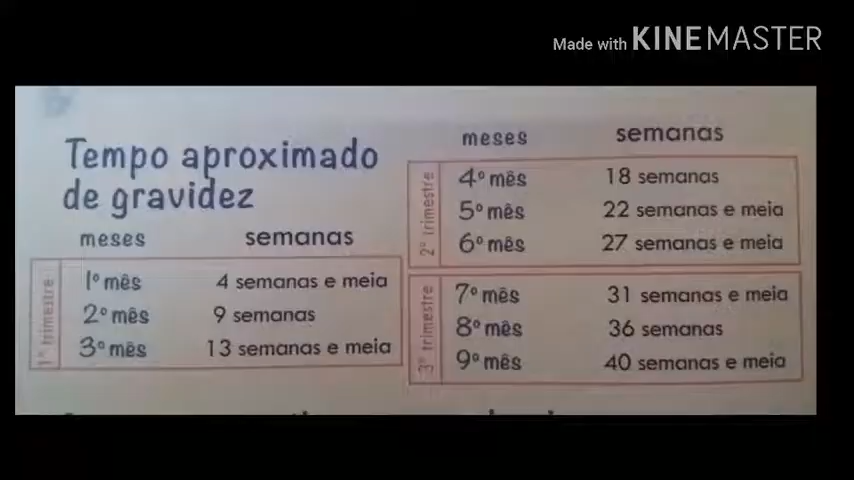 Made with KINEMASTER
Tempo aproximado
de gravidez
meses semanas
1º trimestre
1º mês 4 semanas e meia
2º mês 9 semanas
3º mês 13 semanas e meia
meses semanas
2º trimestre
4º mês 18 semanas
5º mês 22 semanas e meia
6º mês 27 semanas e meia
3º trimestre
7º mês 31 semanas e meia
8º mês 36 semanas
9º mês 40 semanas e meia